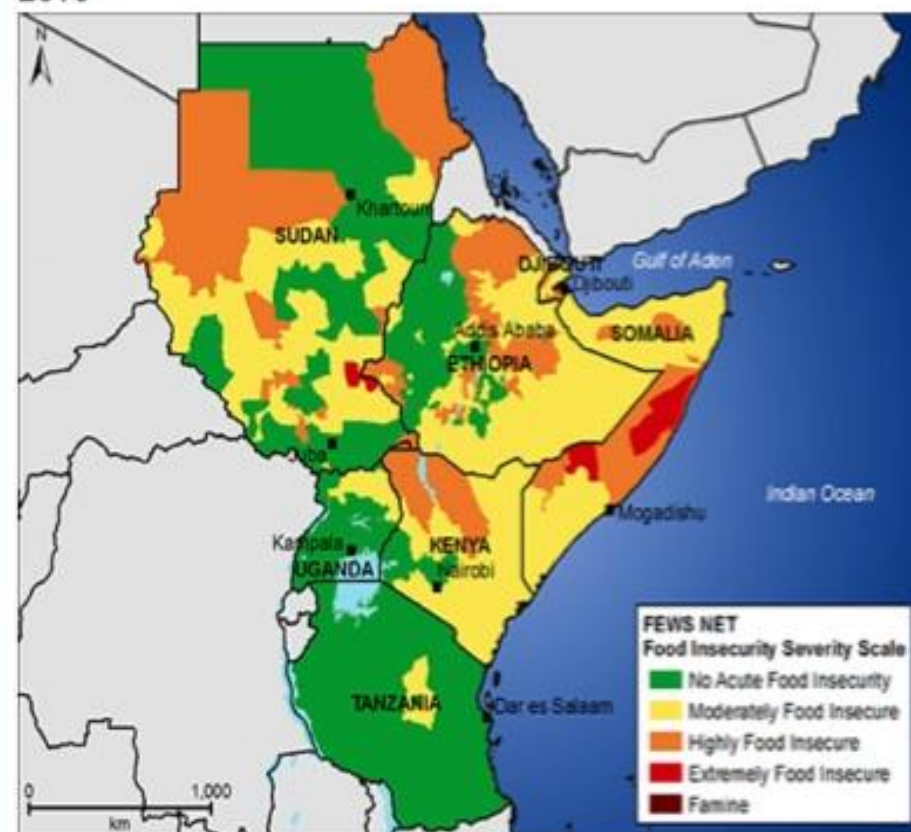 N
Khartoum
SUDAN
DJIBOUTI
Gulf of Aden
Djibouti
Addis Ababa
SOMALIA
ETHIOPIA
Juba
Indian Ocean
Mogadishu
Kampala
KENYA
UGANDA
Nairobi
FEWS NET
Food Insecurity Severity Scale
No Acute Food Insecurity
Moderately Food Insecure
TANZANIA
Dar es Salaam
Highly Food Insecure
Extremely Food Insecure
0 1,000
Famine
km